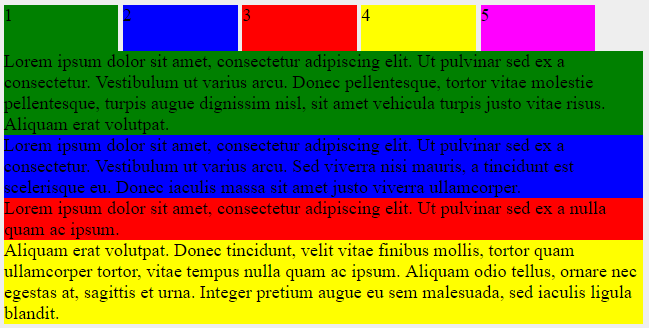 1 2 3 4 5
Lorem ipsum dolor sit amet, consectetur adipiscing elit. Ut pulvinar sed ex a
consectetur. Vestibulum ut varius arcu. Donec pellentesque, tortor vitae molestie
pellentesque, turpis augue dignissim nisl, sit amet vehicula turpis justo vitae risus.
Aliquam erat volutpat.
Lorem ipsum dolor sit amet, consectetur adipiscing elit. Ut pulvinar sed ex a
consectetur. Vestibulum ut varius arcu. Sed viverra nisi mauris, a tincidunt est
scelerisque eu. Donec iaculis massa sit amet justo viverra ullamcorper.
Lorem ipsum dolor sit amet, consectetur adipiscing elit. Ut pulvinar sed ex a nulla
quam ac ipsum.
Aliquam erat volutpat. Donec tincidunt, velit vitae finibus mollis, tortor quam
ullamcorper tortor, vitae tempus nulla quam ac ipsum. Aliquam odio tellus, ornare nec
egestas at, sagittis et urna. Integer pretium augue eu sem malesuada, sed iaculis ligula
blandit.